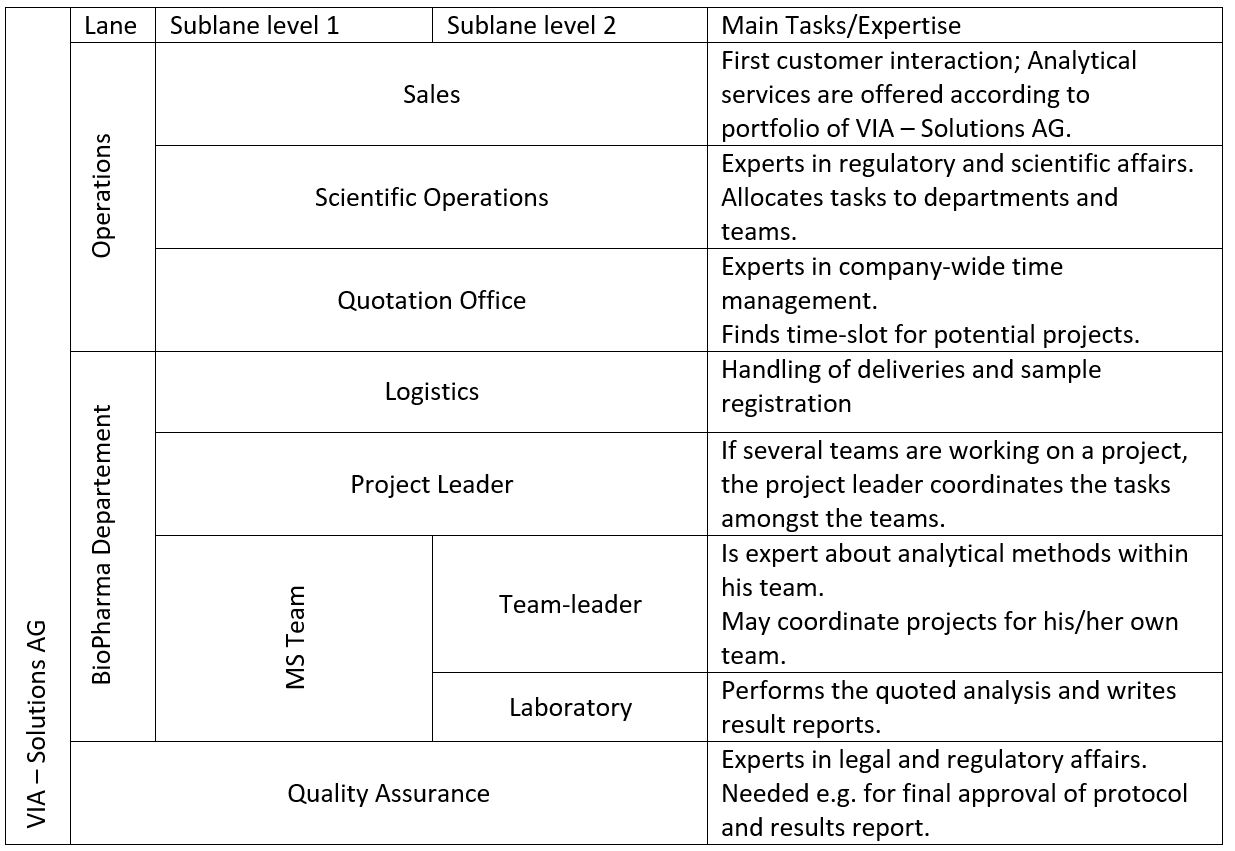 Lane Sublane level 1 Sublane level 2 Main Tasks/Expertise
VIA – Solutions AG
Operations
Sales
First customer interaction; Analytical
services are offered according to
portfolio of VIA – Solutions AG.
Scientific Operations
Experts in regulatory and scientific affairs.
Allocates tasks to departments and
teams.
Quotation Office
Experts in company-wide time
management.
Finds time-slot for potential projects.
BioPharma Departement
Logistics
Handling of deliveries and sample
registration
Project Leader
If several teams are working on a project,
the project leader coordinates the tasks
amongst the teams.
MS Team
Team-leader
Is expert about analytical methods within
his team.
May coordinate projects for his/her own
team.
Laboratory
Performs the quoted analysis and writes
result reports.
Quality Assurance
Experts in legal and regulatory affairs.
Needed e.g. for final approval of protocol
and results report.